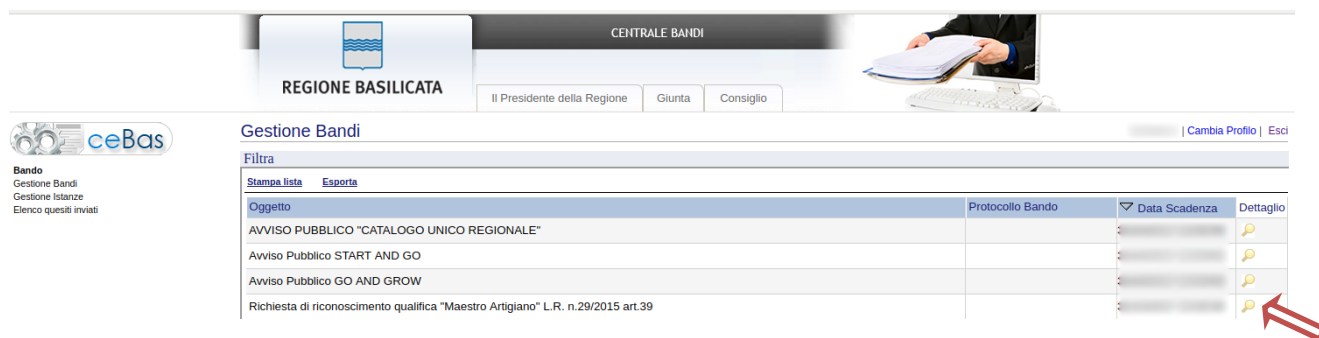 CENTRALE BANDI
REGIONE BASILICATA
Il Presidente della Regione Giunta Consiglio
ceBas
Gestione Bandi
| Cambia Profilo | Esci
Filtra
Bando
Gestione Bandi
Gestione Istanze
Elenco quesiti inviati
Stampa lista Esporta
Oggetto Protocollo Bando Data Scadenza Dettaglio
AVVISO PUBBLICO "CATALOGO UNICO REGIONALE"
Avviso Pubblico START AND GO
Avviso Pubblico GO AND GROW
Richiesta di riconoscimento qualifica "Maestro Artigiano" L.R. n.29/2015 art.39